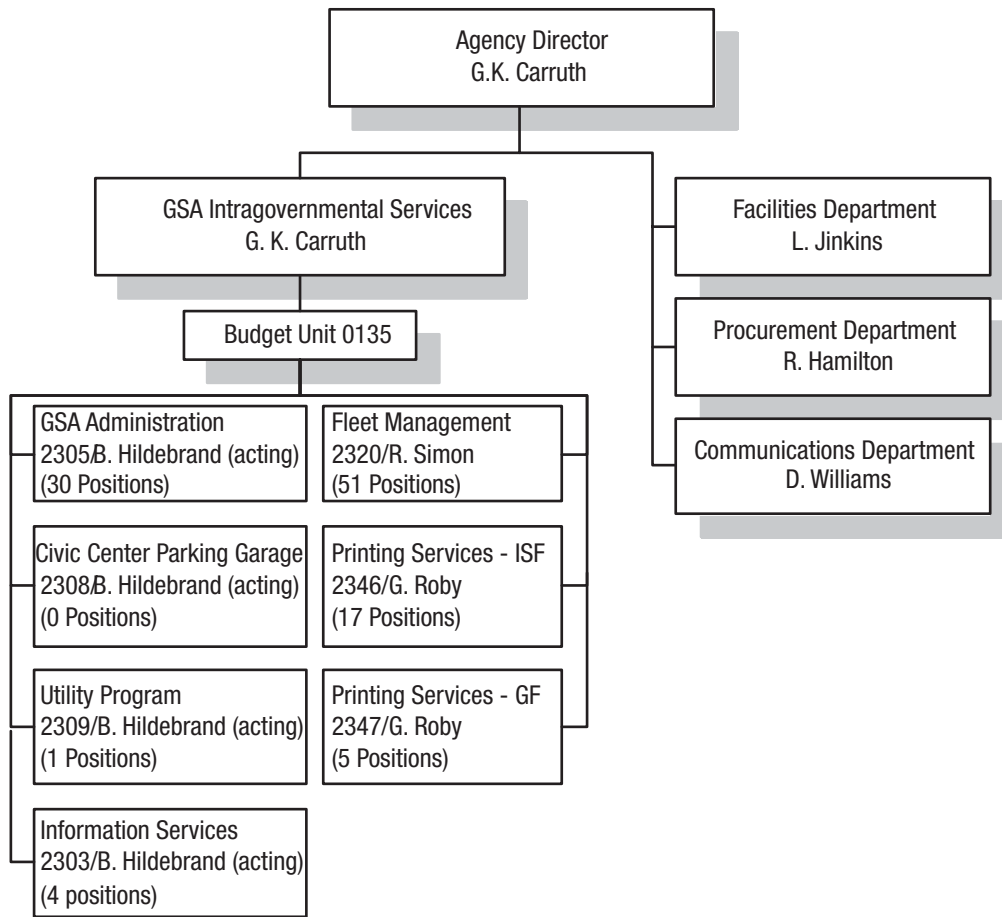 Agency Director
G.K. Carruth
GSA Intragovernmental Services
G. K. Carruth
Budget Unit 0135
GSA Administration
2305/B. Hildebrand (acting)
(30 Positions)
Civic Center Parking Garage
2308/B. Hildebrand (acting)
(0 Positions)
Utility Program
2309/B. Hildebrand (acting)
(1 Positions)
Information Services
2303/B. Hildebrand (acting)
(4 positions)
Fleet Management
2320/R. Simon
(51 Positions)
Printing Services - ISF
2346/G. Roby
(17 Positions)
Printing Services - GF
2347/G. Roby
(5 Positions)
Facilities Department
L. Jinkins
Procurement Department
R. Hamilton
Communications Department
D. Williams